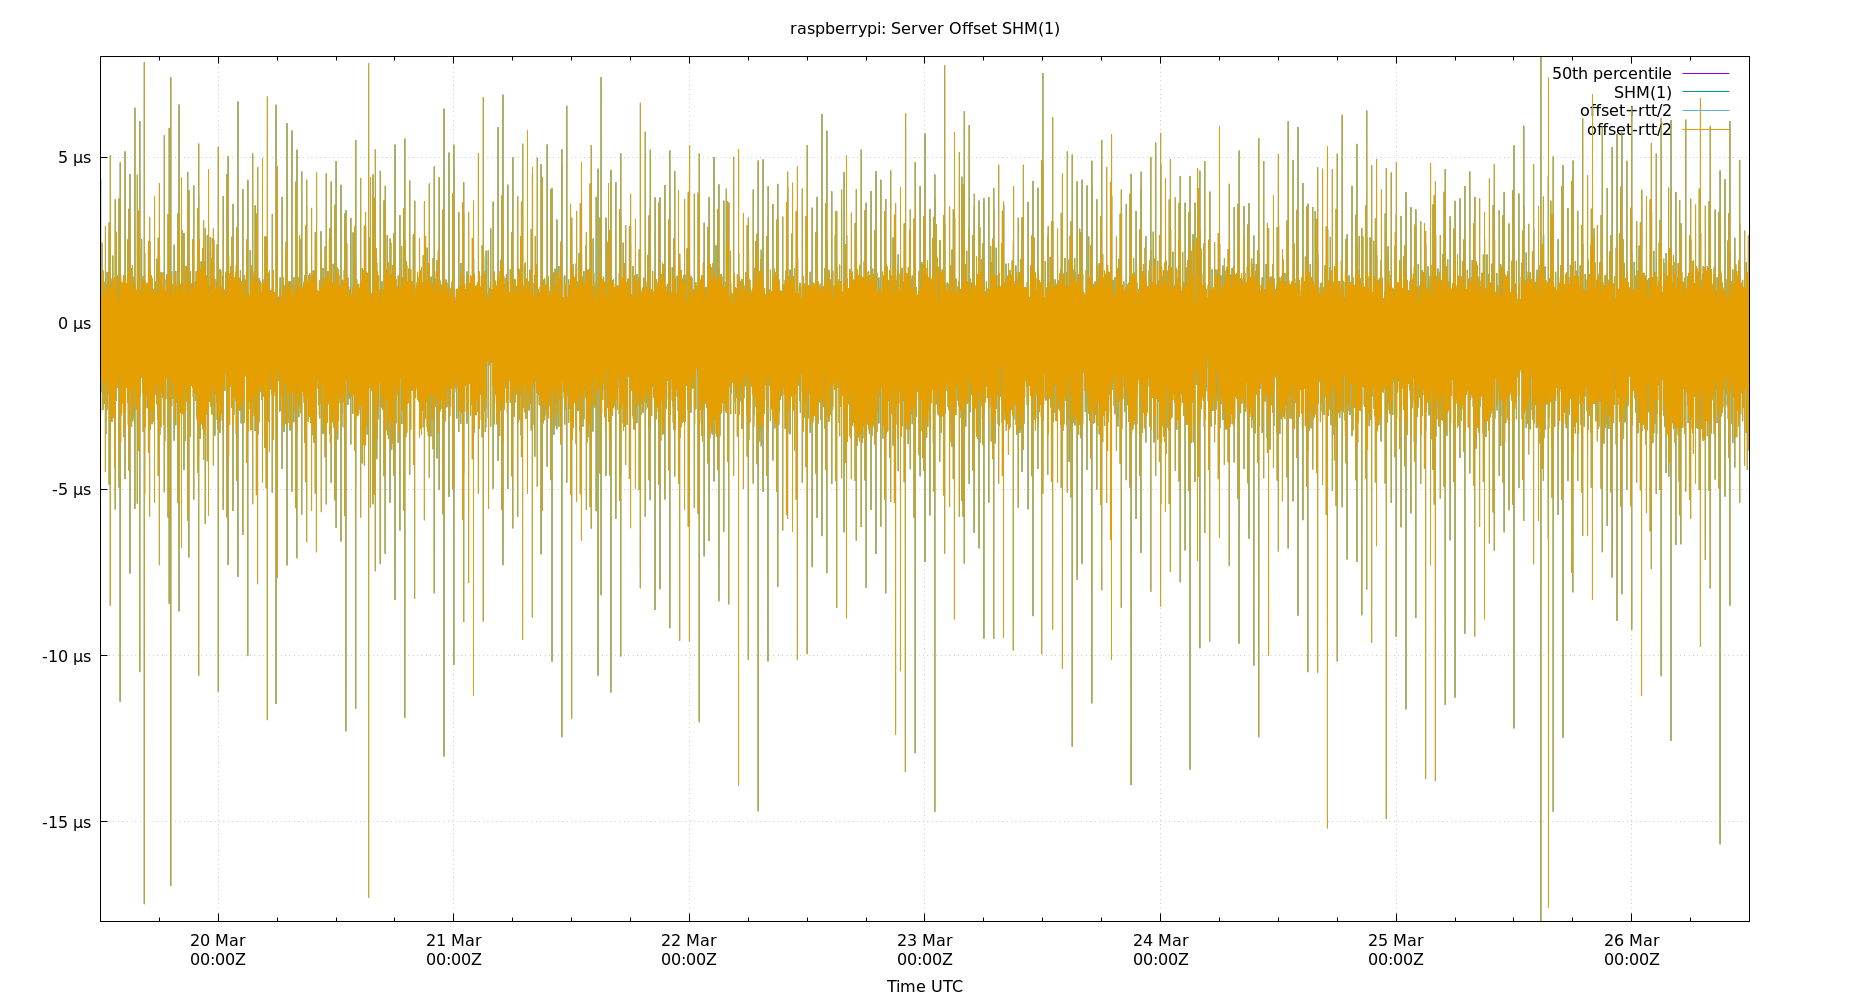 raspberrypi: Server Offset SHM(1)
50th percentile
SHM(1)
offset+rtt/2
offset-rtt/2
5 µs
0 µs
-5 µs
-10 µs
-15 µs
20 Mar 21 Mar 22 Mar 23 Mar 24 Mar 25 Mar 26 Mar
00:00Z 00:00Z 00:00Z 00:00Z 00:00Z 00:00Z 00:00Z
Time UTC